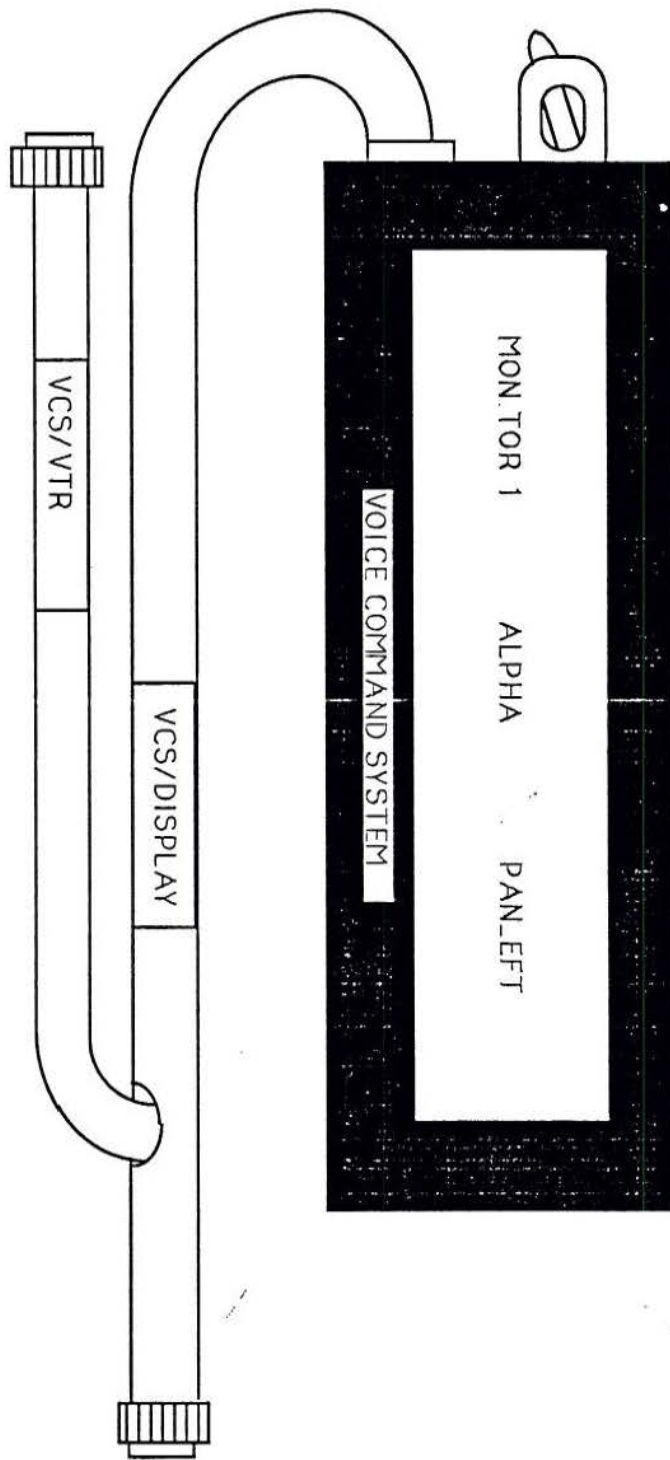 MON.TOR 1 ALPHA PAN_EFT
VOICE COMMAND SYSTEM
VCS/DISPLAY
VCS/VTR